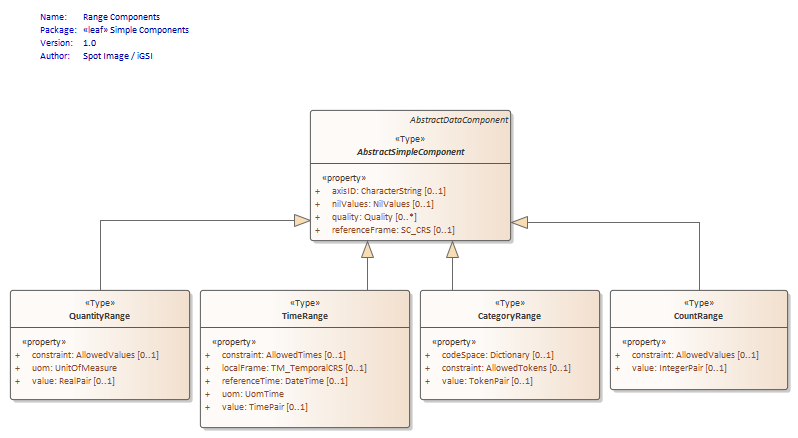 Name: Range Components
Package: «leaf» Simple Components
Version: 1.0
Author: Spot Image / iGSI
AbstractDataComponent
«Type»
AbstractSimpleComponent
«property»
+ axisID: CharacterString [0..1]
+ nilValues: NilValues [0..1]
+ quality: Quality [0..*]
+ referenceFrame: SC_CRS [0..1]
«Type»
QuantityRange
«property»
+ constraint: AllowedValues [0..1]
+ uom: UnitOfMeasure
+ value: RealPair [0..1]
«Type»
TimeRange
«property»
+ constraint: AllowedTimes [0..1]
+ localFrame: TM_TemporalCRS [0..1]
+ referenceTime: DateTime [0..1]
+ uom: UomTime
+ value: TimePair [0..1]
«Type»
CategoryRange
«property»
+ codeSpace: Dictionary [0..1]
+ constraint: AllowedTokens [0..1]
+ value: TokenPair [0..1]
«Type»
CountRange
«property»
+ constraint: AllowedValues [0..1]
+ value: IntegerPair [0..1]